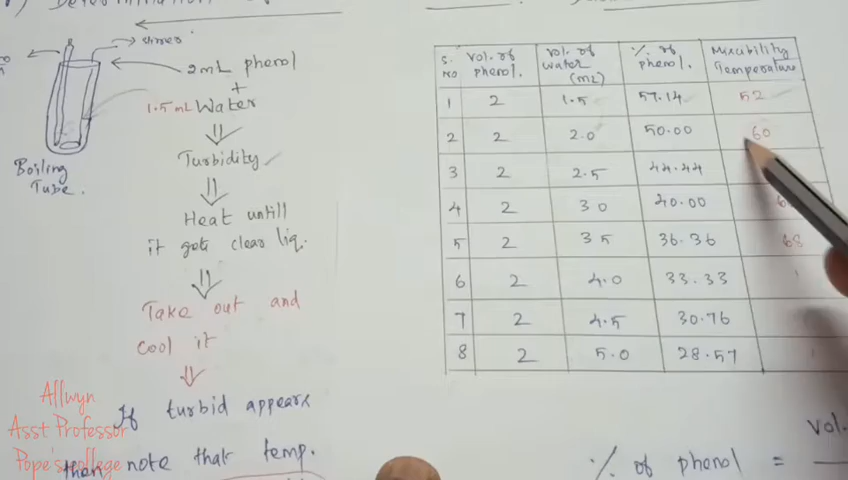 Determination
stirrer
2mL phenol
+
1.5 mL Water
Turbidity
Heat untill
it gets clear liq.
Take out and
cool it
If turbid appears
then note that temp.
Boiling
Tube.
S. No | Vol. of phenol. | Vol. of water (mL) | % of phenol. | Miscibility Temperature
1 | 2 | 1.5 | 57.14 | 52
2 | 2 | 2.0 | 50.00 | 60
3 | 2 | 2.5 | 44.44
4 | 2 | 3 0 | 40.00
5 | 2 | 3 5 | 36.36 | 68
6 | 2 | 4.0 | 33.33
7 | 2 | 4.5 | 30.76
8 | 2 | 5.0 | 28.57
% of phenol = Vol.
Allwyn
Asst Professor
Pope's college